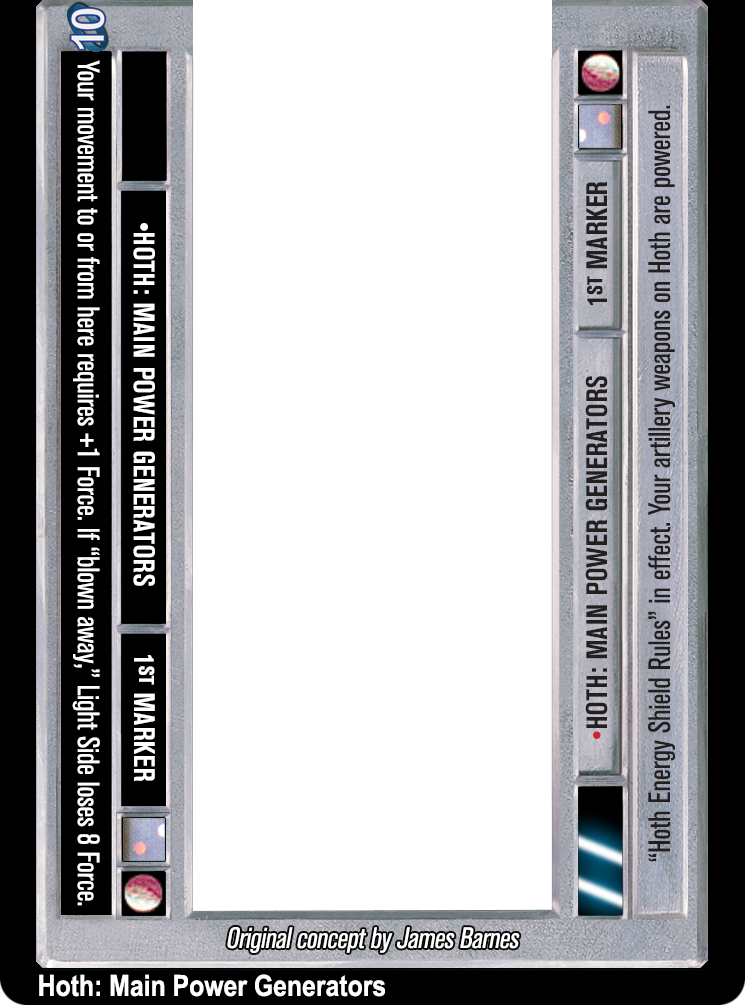 10
Your movement to or from here requires +1 Force. If “blown away,” Light Side loses 8 Force.
•HOTH: MAIN POWER GENERATORS
1ST MARKER
•HOTH: MAIN POWER GENERATORS
1ST MARKER
“Hoth Energy Shield Rules” in effect. Your artillery weapons on Hoth are powered.
Original concept by James Barnes
Hoth: Main Power Generators